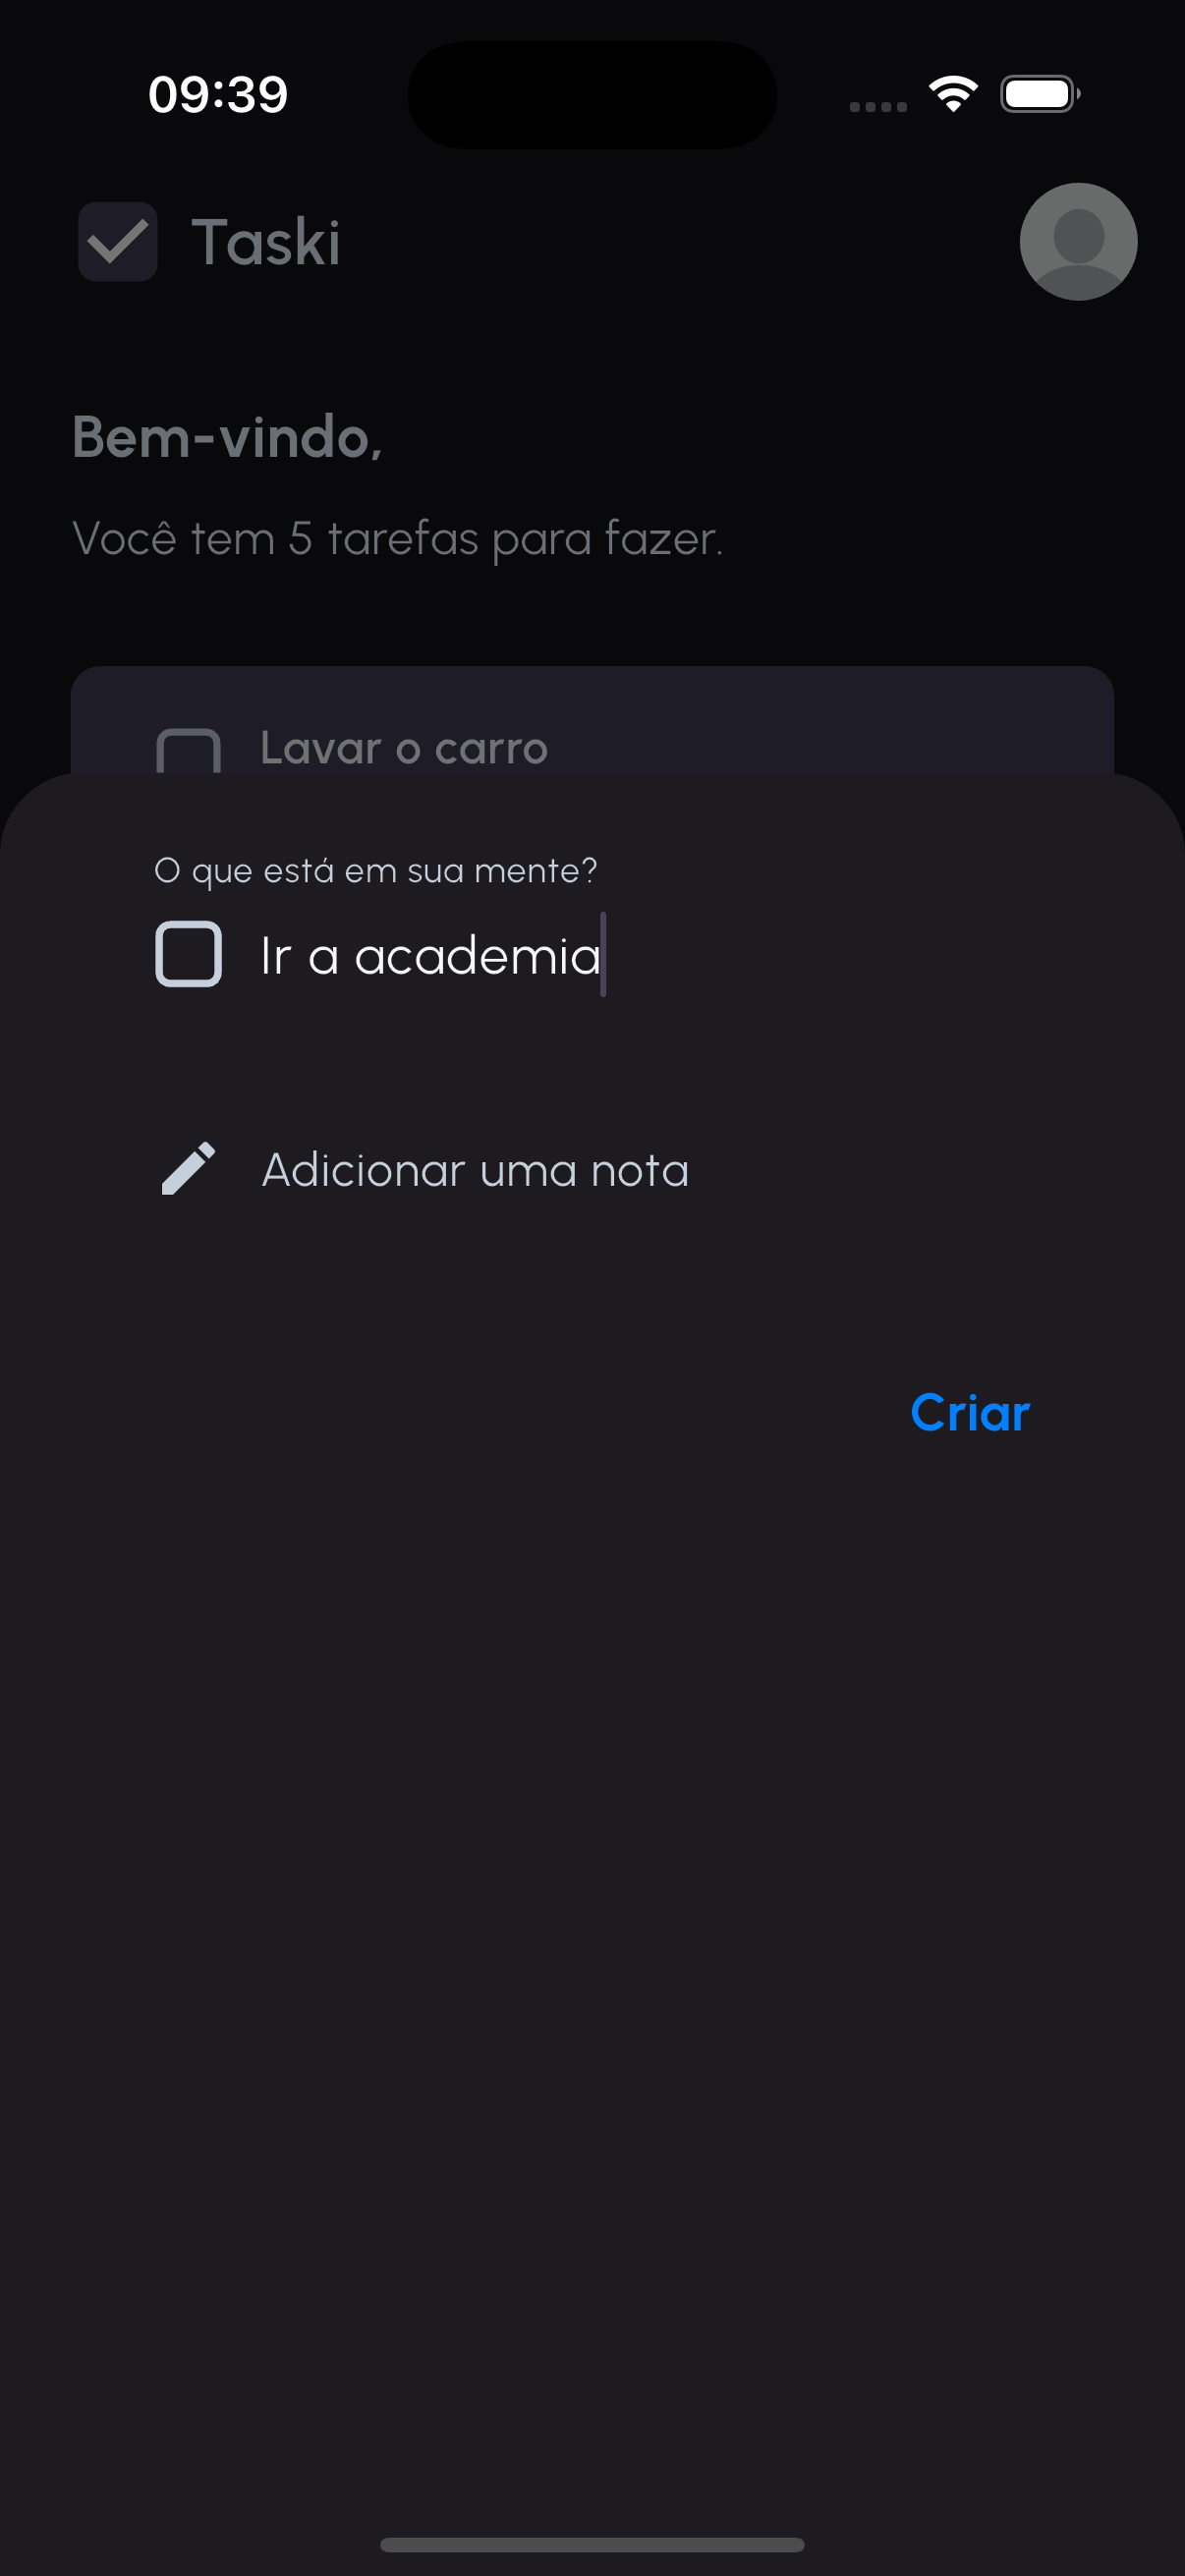 09:39
Taski
Bem-vindo,
Você tem 5 tarefas para fazer.
Lavar o carro
O que está em sua mente?
Ir a academia
Adicionar uma nota
Criar